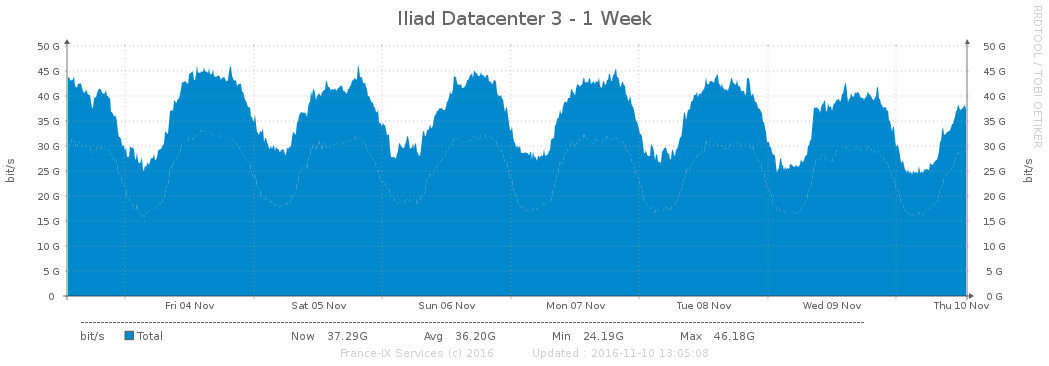 Iliad Datacenter 3 - 1 Week
RRDTOOL / TOBI OETIKER
50 G 50 G
45 G 45 G
40 G 40 G
35 G 35 G
30 G 30 G
25 G 25 G
20 G 20 G
15 G 15 G
10 G 10 G
5 G 5 G
0 0 G
bit/s bit/s
Fri 04 Nov Sat 05 Nov Sun 06 Nov Mon 07 Nov Tue 08 Nov Wed 09 Nov Thu 10 Nov
bit/s Total Now 37.29G Avg 36.20G Min 24.19G Max 46.18G
France-IX Services (c) 2016 Updated : 2016-11-10 13:05:08